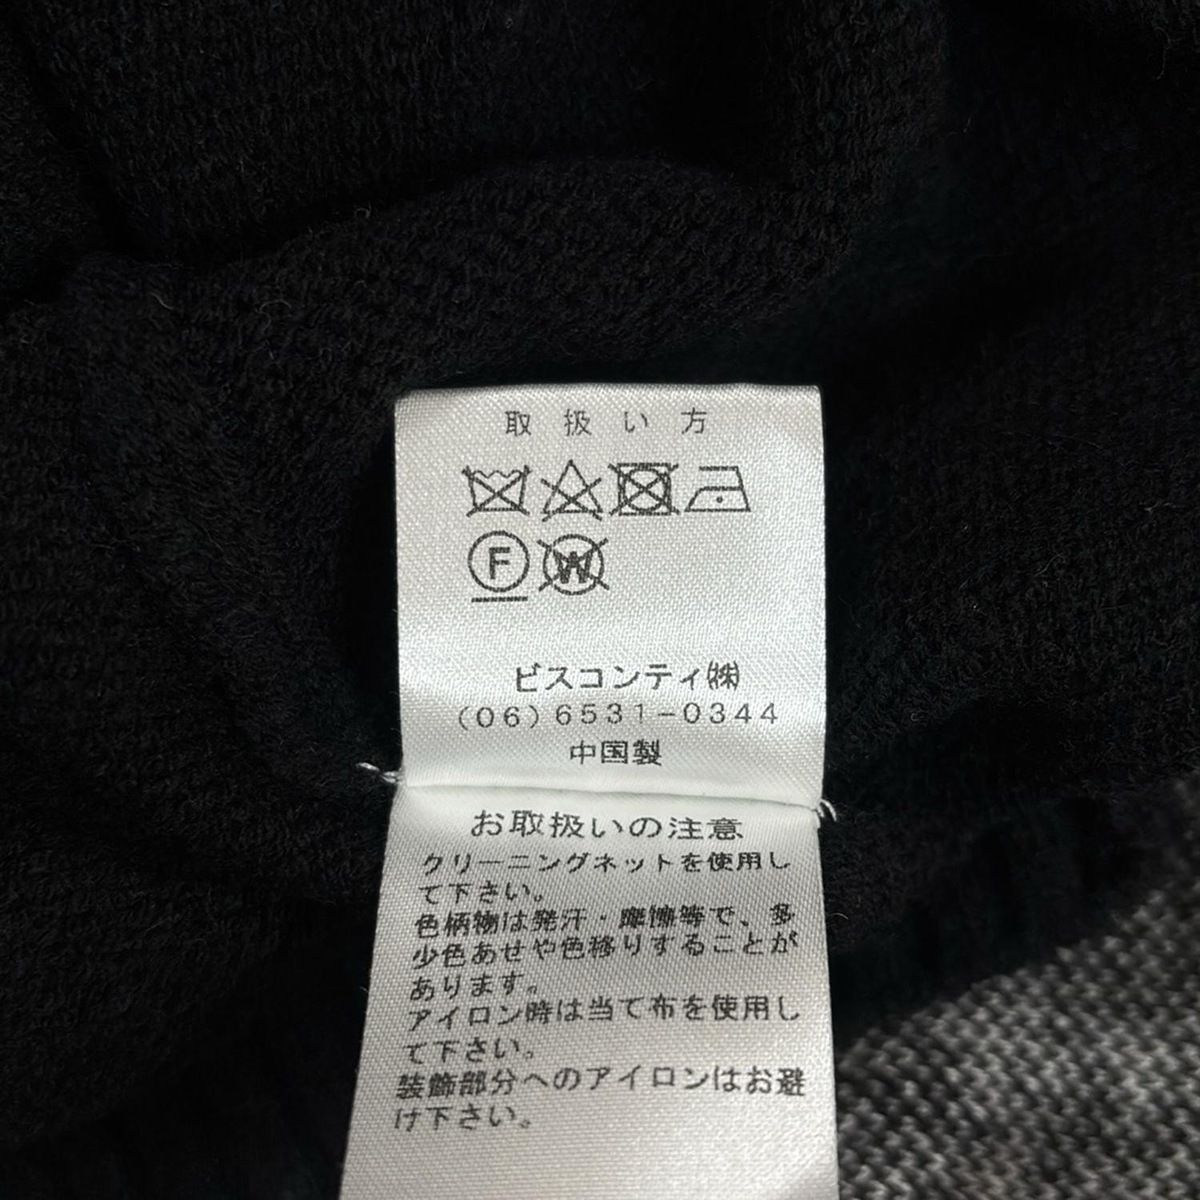 取扱い方
F W
ビスコンティ㈱
(06)6531-0344
中国製
お取扱いの注意
クリーニングネットを使用し
て下さい。
色柄物は発汗・摩擦等で、多
少色あせや色移りすることが
あります。
アイロン時は当て布を使用し
て下さい。
装飾部分へのアイロンはお避
け下さい。